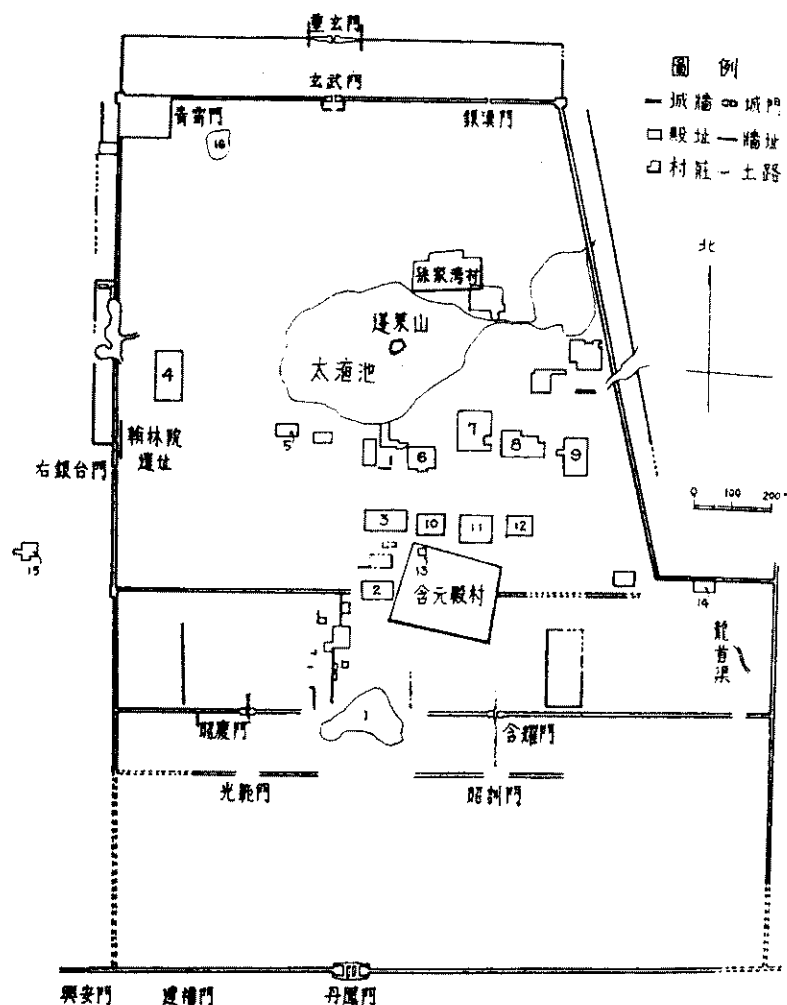 重玄門
玄武門
青霄門
銀漢門
16
圖 例
城牆 城門
殿址 牆址
村莊 土路
北
孫家灣村
蓬萊山
太液池
4
翰林院
遺址
右銀台門
5
6
7
8
9
0 100 200
3
10
11
12
13
15
2
含元殿村
14
龍首渠
1
昭慶門
含耀門
光範門
昭訓門
興安門
建福門
丹鳳門